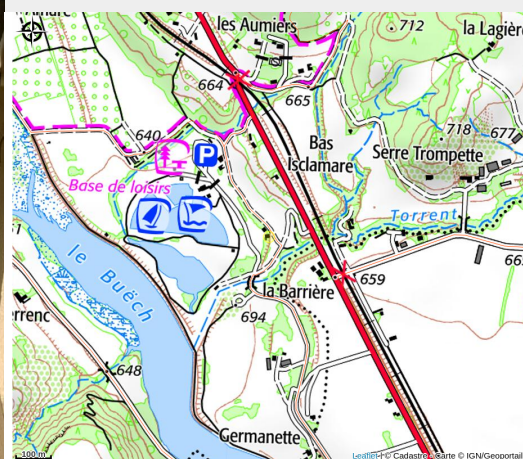 712
les Aumiers
la Lagière
664
665
640
P
718
677
Bas
Isclamare
Serre Trompette
Base de loisirs
Torrent
le Buëch
659
la Barrière
694
648
Germanette
100 m
Leaflet | © Cadastre - Carte © IGN/Geoportail